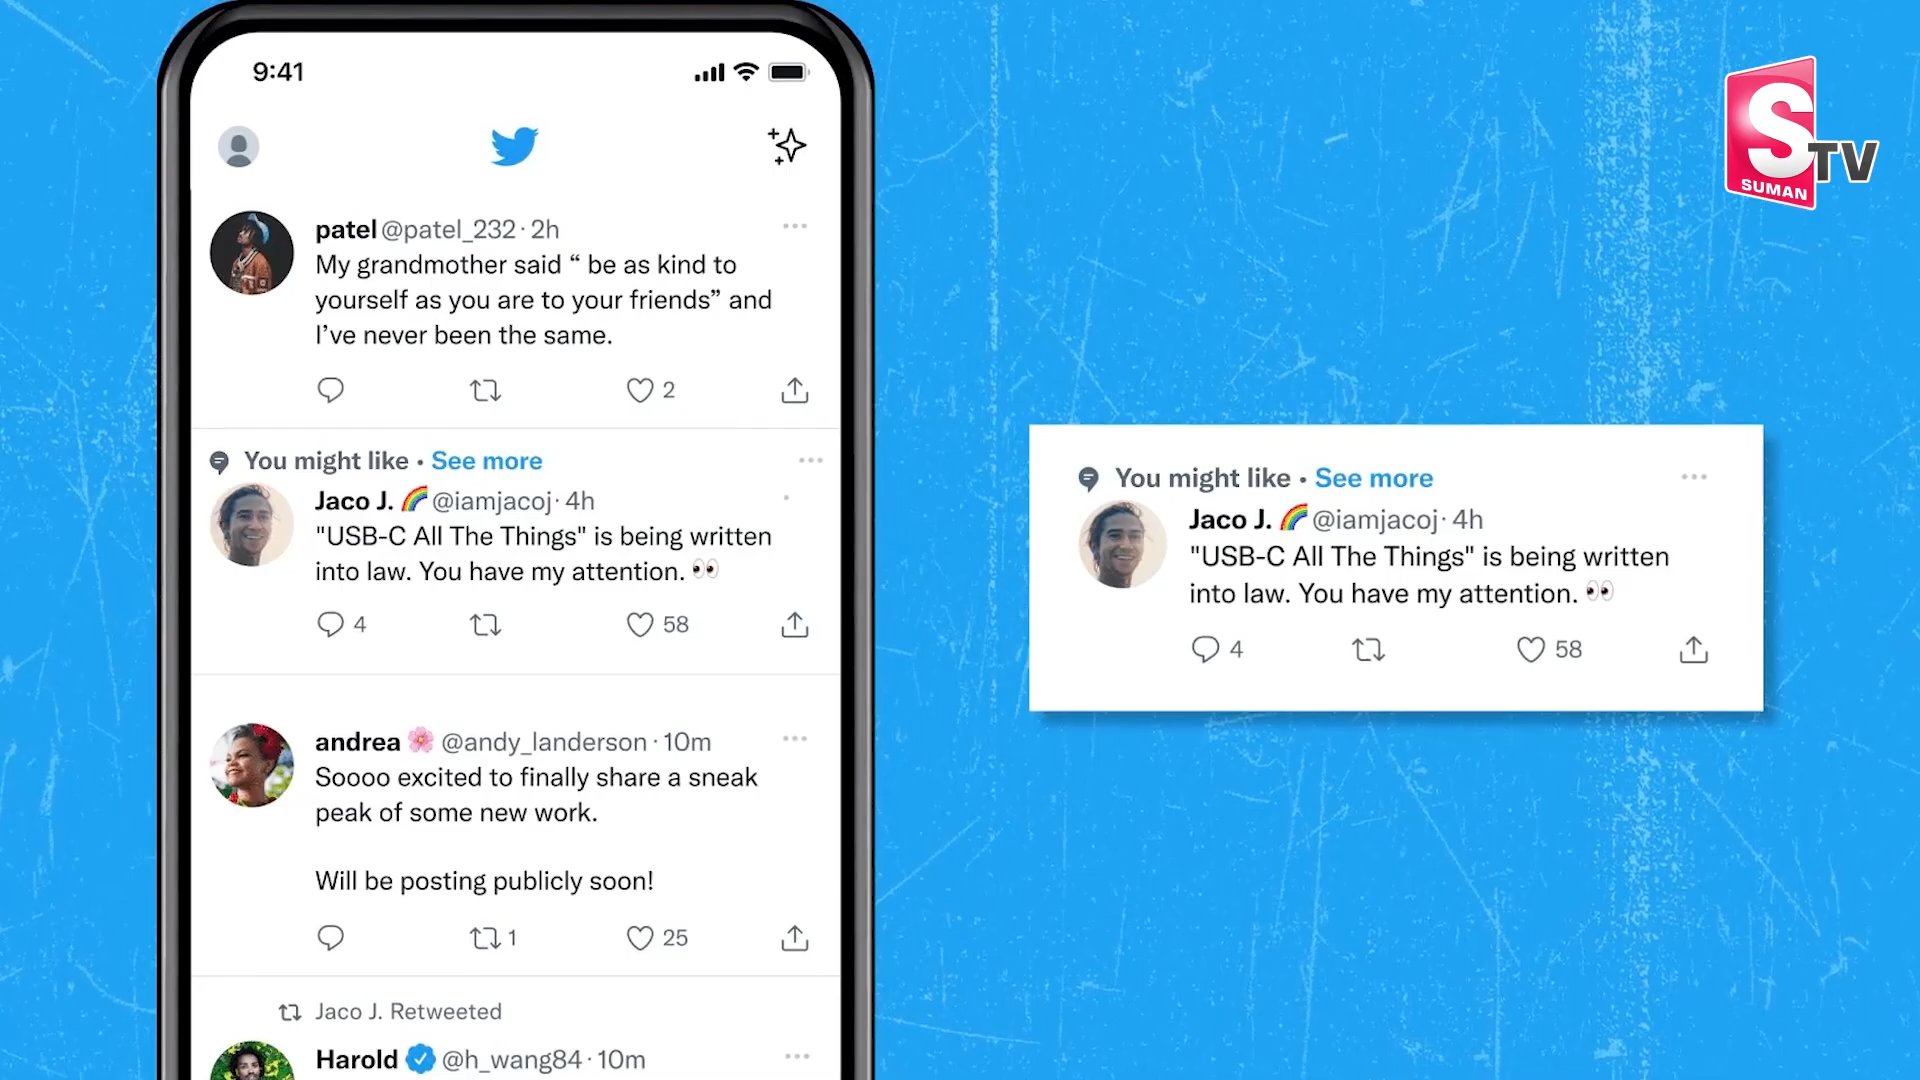 9:41
patel @patel_232 · 2h
My grandmother said “ be as kind to
yourself as you are to your friends” and
I’ve never been the same.
2
You might like · See more
Jaco J. 🌈 @iamjacoj · 4h
"USB-C All The Things" is being written
into law. You have my attention. 👀
4 58
andrea 🌸 @andy_landerson · 10m
Soooo excited to finally share a sneak
peak of some new work.
Will be posting publicly soon!
1 25
Jaco J. Retweeted
Harold @h_wang84 · 10m
You might like · See more
Jaco J. 🌈 @iamjacoj · 4h
"USB-C All The Things" is being written
into law. You have my attention. 👀
4 58
S TV
SUMAN